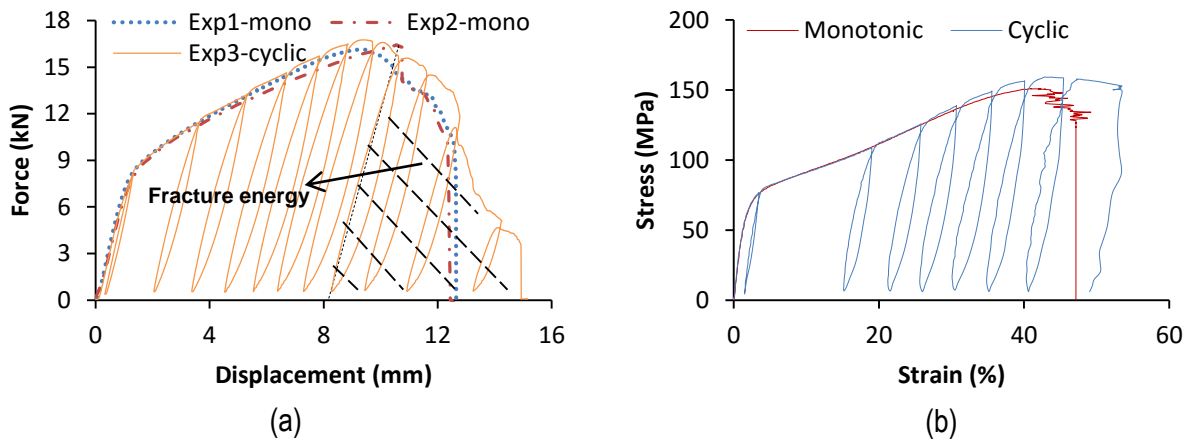 Exp1-mono
Exp2-mono
Exp3-cyclic
18
15
12
9
6
3
0
Force (kN)
Fracture energy
0
4
8
12
16
Displacement (mm)
(a)
Monotonic
Cyclic
200
150
100
50
0
Stress (MPa)
0
20
40
60
Strain (%)
(b)